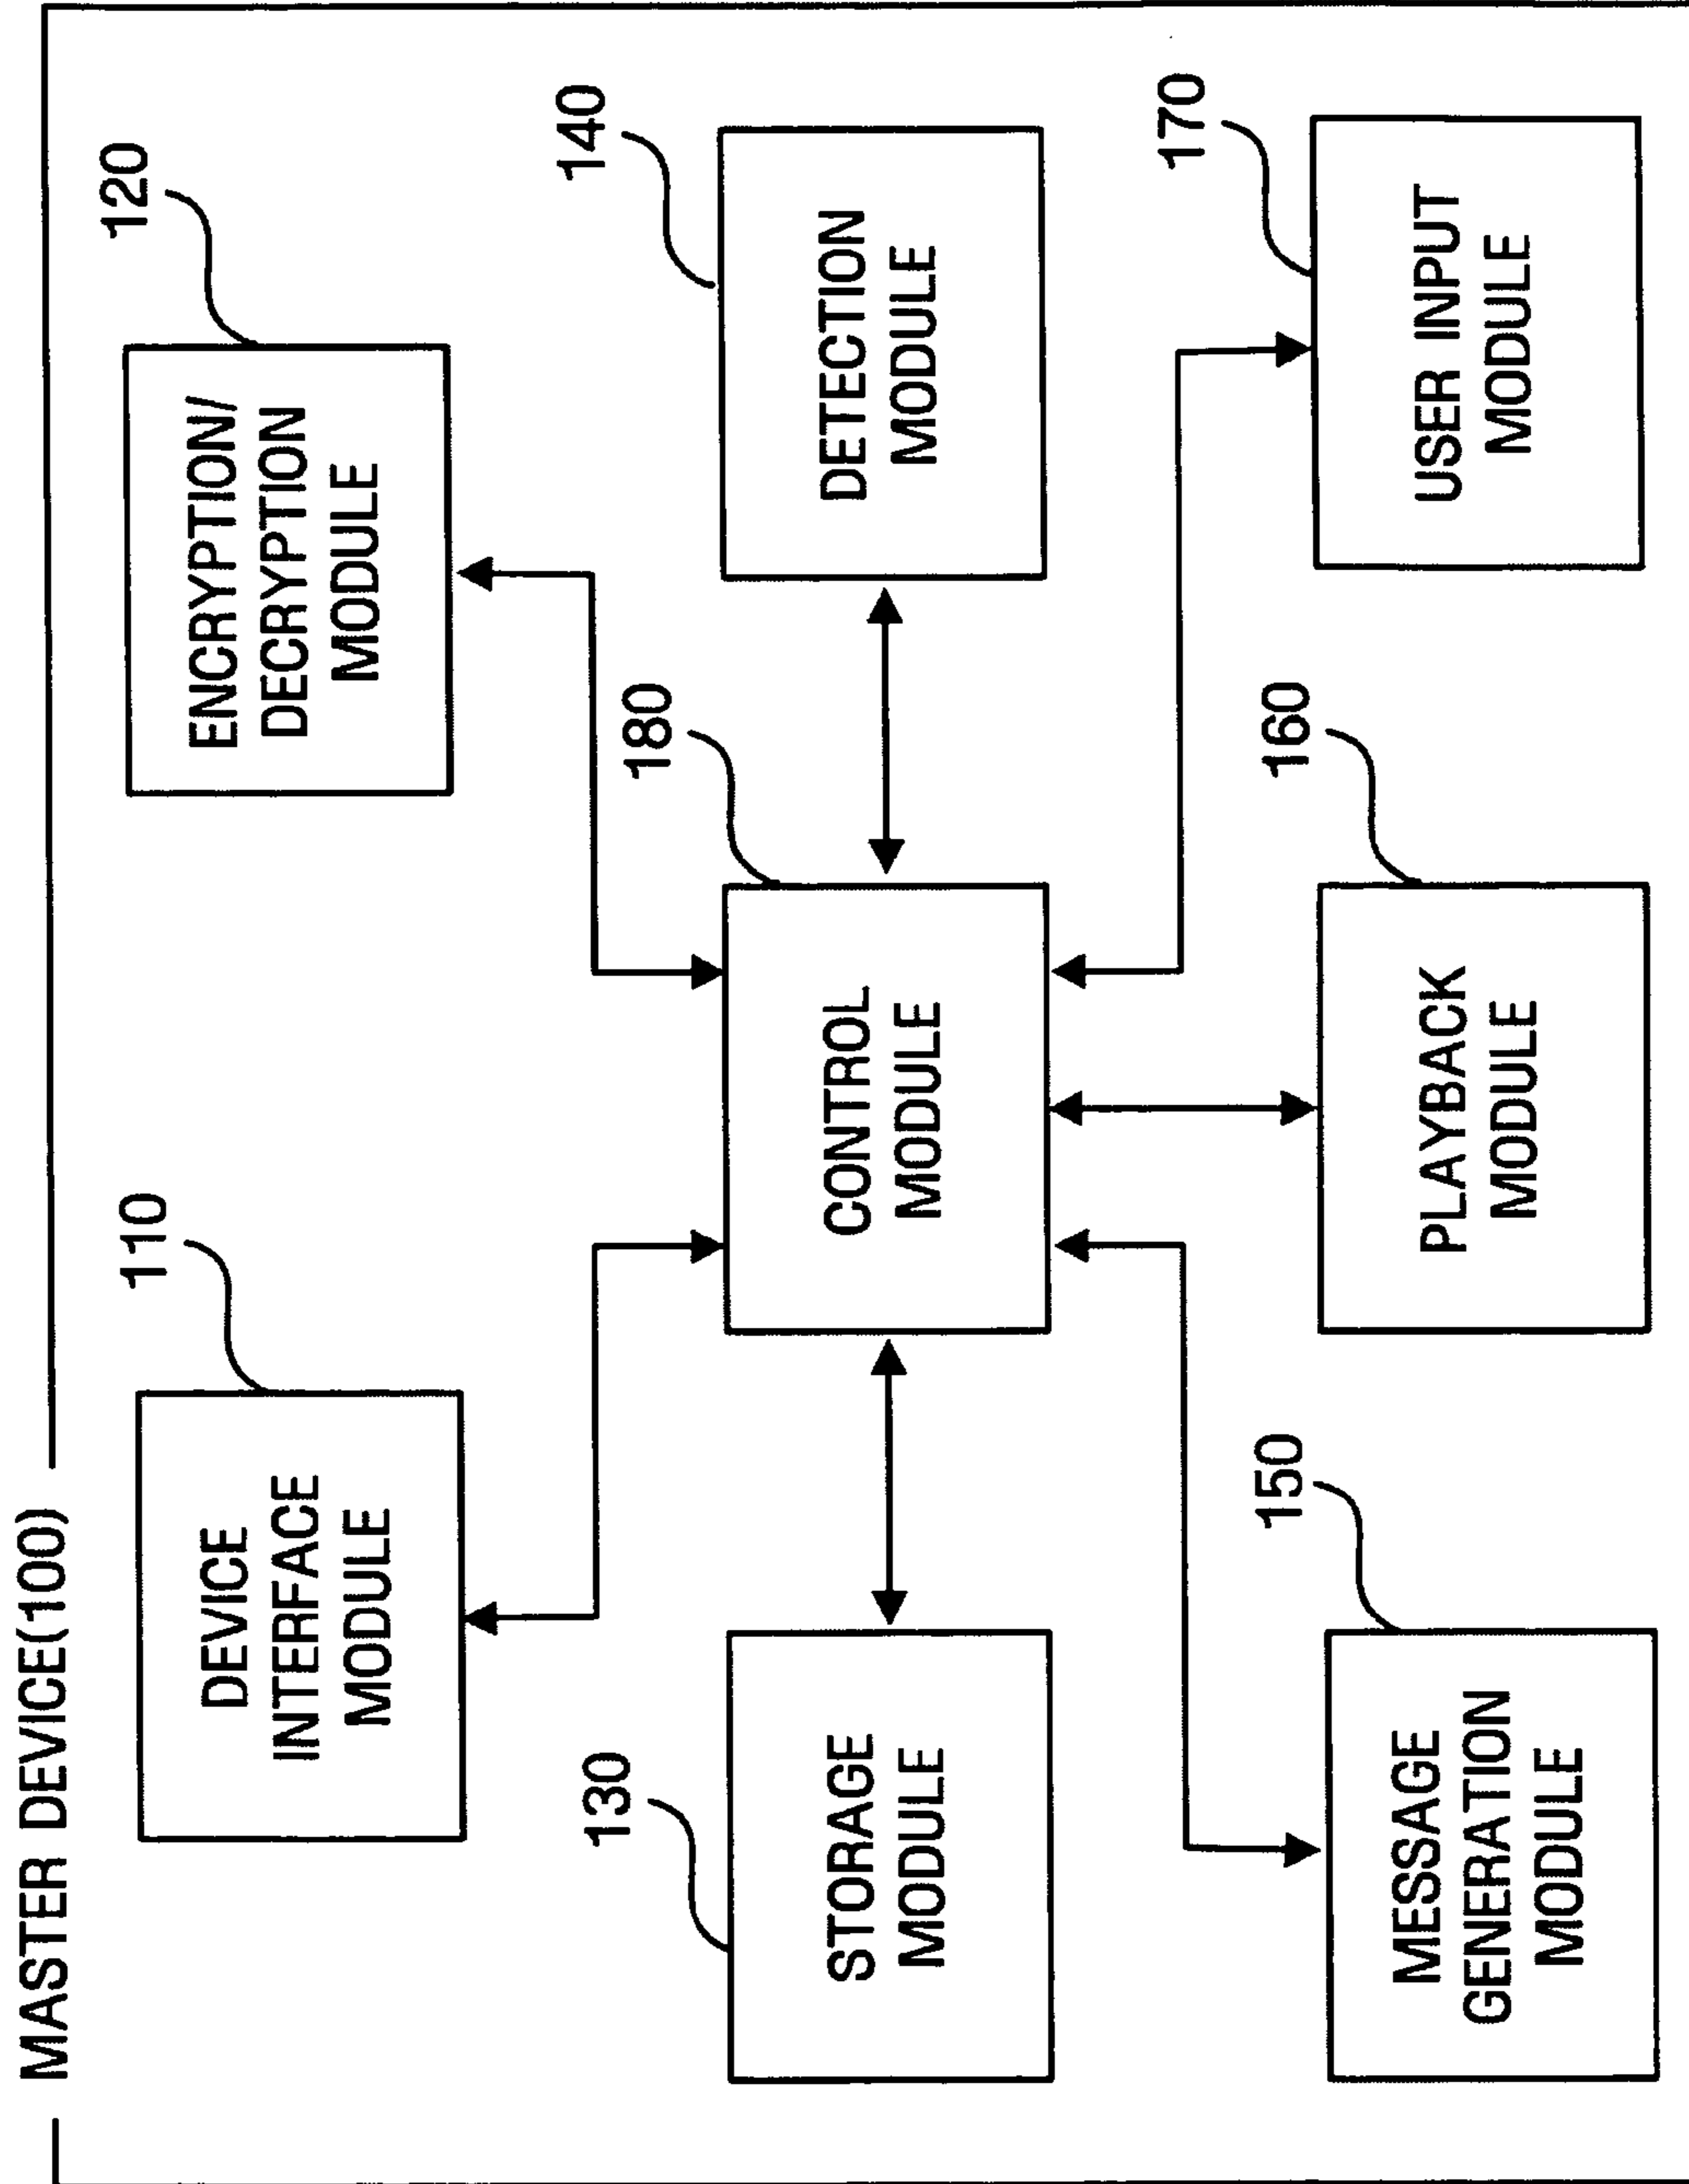 MASTER DEVICE(100)
110
DEVICE
INTERFACE
MODULE
120
ENCRYPTION/
DECRYPTION
MODULE
130
STORAGE
MODULE
180
CONTROL
MODULE
140
DETECTION
MODULE
150
MESSAGE
GENERATION
MODULE
160
PLAYBACK
MODULE
170
USER INPUT
MODULE